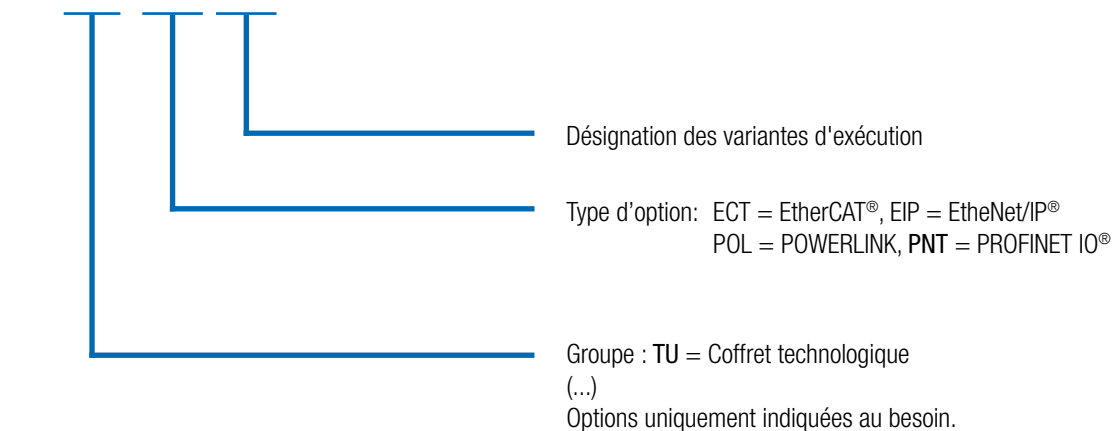 Désignation des variantes d'exécution
Type d’option: ECT = EtherCAT®, EIP = EtheNet/IP®
POL = POWERLINK, PNT = PROFINET IO®
Groupe : TU = Coffret technologique
(...)
Options uniquement indiquées au besoin.